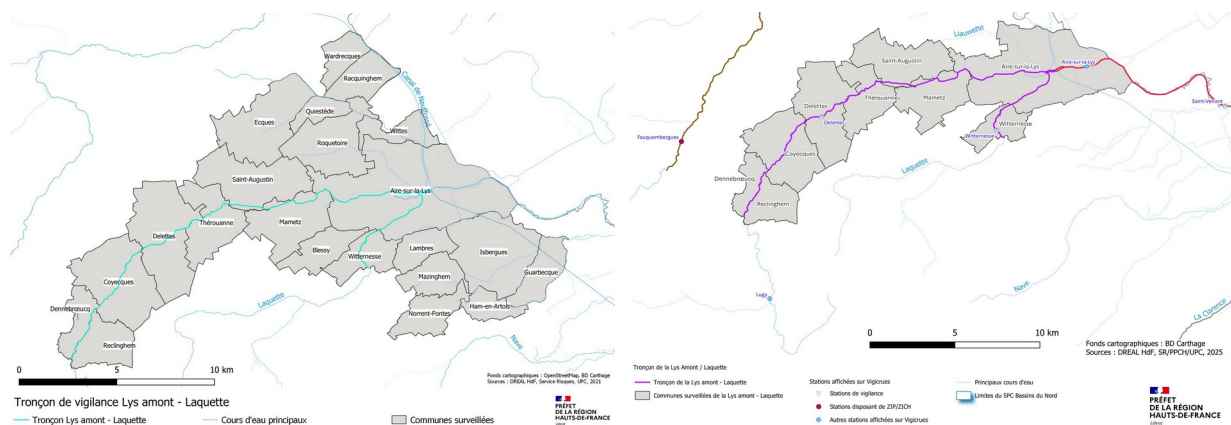 Wardrecques
Racquinghem
Canal de Neuffossé
Quiestède
Ecques
Wittes
Roquetoire
Saint-Augustin
Aire-sur-la-Lys
Thérouanne
Mametz
Delettes
Blessy
Witternesse
Lambres
Isbergues
Guarbecque
Mazinghem
Coyecques
Ham-en-Artois
Norrent-Fontes
Dennebrœucq
Laquette
Reclinghem
Nave
0 5 10 km
Fonds cartographiques : OpenStreetMap, BD Carthage
Sources : DREAL HdF, Service Risques, UPC, 2021
Tronçon de vigilance Lys amont - Laquette
Tronçon Lys amont - Laquette
Cours d'eau principaux
Communes surveillées
PRÉFET
DE LA RÉGION
HAUTS-DE-FRANCE
Liauwette
Saint-Augustin
Aire-sur-la-Lys
Aire-sur-la-Lys
Saint-Venant
Delettes
Thérouanne
Mametz
Delettes
Witternesse
Witternesse
Fauquembergues
Coyecques
Laquette
Dennebrœucq
Reclinghem
Lugy
Nave
La Clarence
0 5 10 km
Fonds cartographiques : BD Carthage
Sources : DREAL HdF, SR/PPCH/UPC, 2025
Tronçon de la Lys Amont / Laquette
Tronçon de la Lys amont - Laquette
Communes surveillées de la Lys amont - Laquette
Stations affichées sur Vigicrues
Stations de vigilance
Stations disposant de ZIP/ZICH
Autres stations affichées sur Vigicrues
Principaux cours d'eau
Limites du SPC Bassins du Nord
PRÉFET
DE LA RÉGION
HAUTS-DE-FRANCE